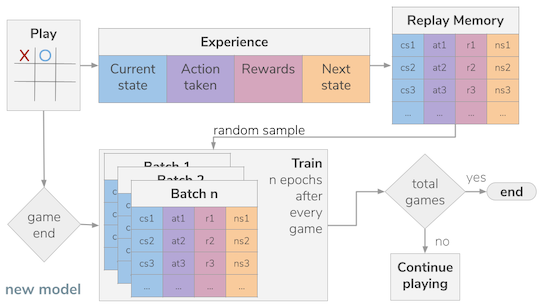 Play
X O
Experience
Current state
Action taken
Rewards
Next state
Replay Memory
cs1 at1 r1 ns1
cs2 at2 r2 ns2
cs3 at3 r3 ns3
... ... ... ...
random sample
Batch 1
Batch 2
Batch n
cs1 at1 r1 ns1
cs2 at2 r2 ns2
cs3 at3 r3 ns3
... ... ... ...
Train
n epochs
after
every
game
game
end
total
games
yes
end
no
Continue
playing
new model